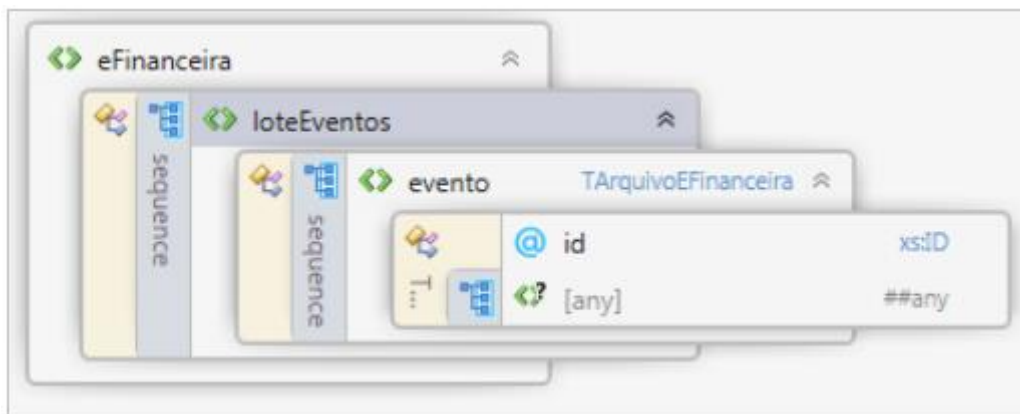 eFinanceira
sequence
loteEventos
sequence
evento TArquivoEFinanceira
T...
id xs:ID
[any] ##any